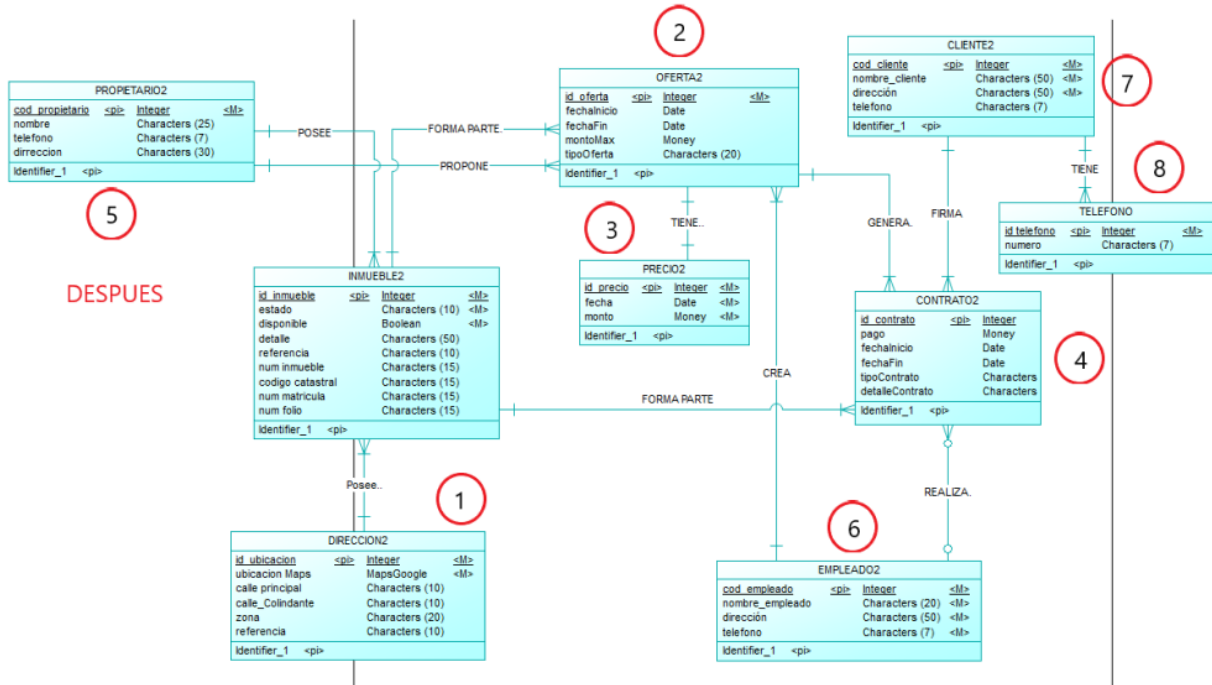 2
CLIENTE2
cod_cliente <pi> Integer <M>
nombre_cliente Characters (50) <M>
dirección Characters (50) <M>
telefono Characters (7)
Identifier_1 <pi>
7
PROPIETARIO2
cod_propietario <pi> Integer <M>
nombre Characters (25)
telefono Characters (7)
dirreccion Characters (30)
Identifier_1 <pi>
5
DESPUES
POSEE
FORMA PARTE.
PROPONE
OFERTA2
id_oferta <pi> Integer <M>
fechaInicio Date
fechaFin Date
montoMax Money
tipoOferta Characters (20)
Identifier_1 <pi>
TIENE
8
TELEFONO
id telefono <pi> Integer <M>
numero Characters (7)
Identifier_1 <pi>
GENERA.
FIRMA
3
TIENE..
PRECIO2
id_precio <pi> Integer <M>
fecha Date <M>
monto Money <M>
Identifier_1 <pi>
INMUEBLE2
id_inmueble <pi> Integer <M>
estado Characters (10) <M>
disponible Boolean <M>
detalle Characters (50)
referencia Characters (10)
num inmueble Characters (15)
codigo catastral Characters (15)
num matricula Characters (15)
num folio Characters (15)
Identifier_1 <pi>
CONTRATO2
id_contrato <pi> Integer
pago Money
fechaInicio Date
fechaFin Date
tipoContrato Characters
detalleContrato Characters
Identifier_1 <pi>
4
CREA
FORMA PARTE
Posee..
1
REALIZA.
DIRECCION2
id_ubicacion <pi> Integer <M>
ubicacion Maps MapsGoogle <M>
calle principal Characters (10)
calle_Colindante Characters (10)
zona Characters (20)
referencia Characters (10)
Identifier_1 <pi>
6
EMPLEADO2
cod_empleado <pi> Integer <M>
nombre_empleado Characters (20) <M>
dirección Characters (50) <M>
telefono Characters (7) <M>
Identifier_1 <pi>